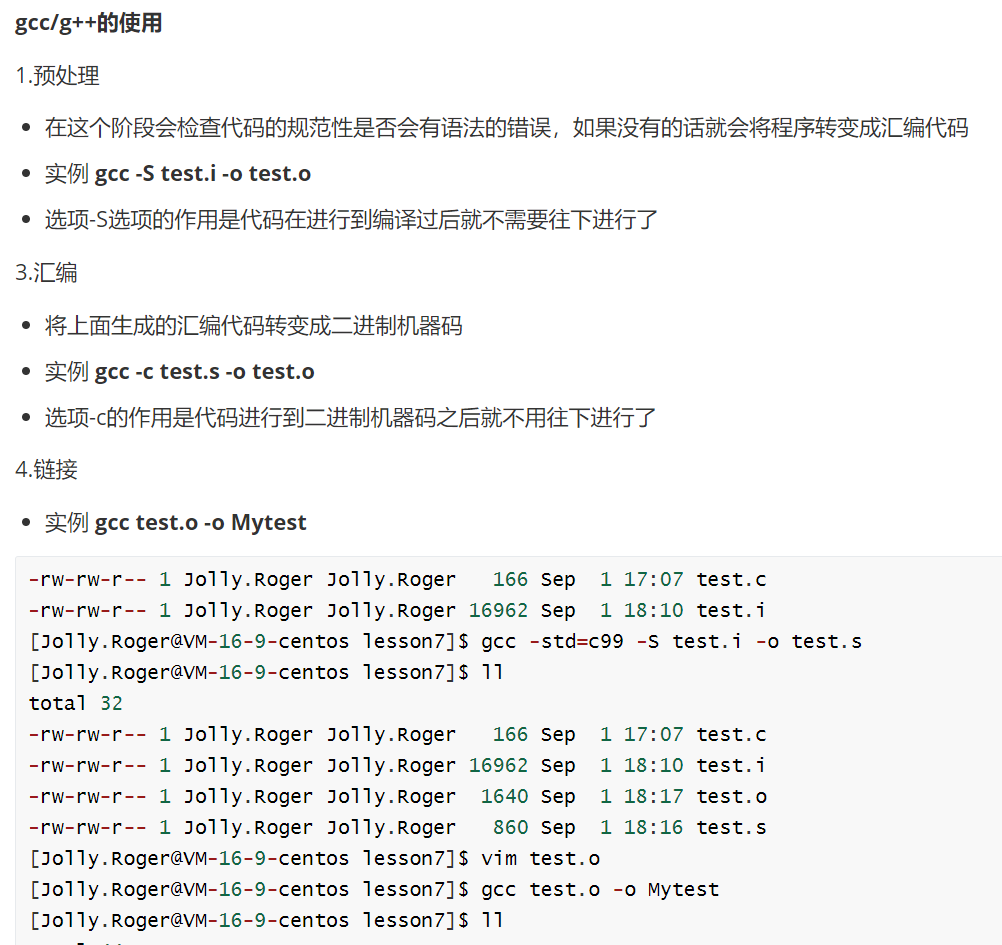 gcc/g++的使用
1.预处理
在这个阶段会检查代码的规范性是否会有语法的错误，如果没有的话就会将程序转变成汇编代码
实例 gcc -S test.i -o test.o
选项-S选项的作用是代码在进行到编译过后就不需要往下进行了
3.汇编
将上面生成的汇编代码转变成二进制机器码
实例 gcc -c test.s -o test.o
选项-c的作用是代码进行到二进制机器码之后就不用往下进行了
4.链接
实例 gcc test.o -o Mytest
-rw-rw-r-- 1 Jolly.Roger Jolly.Roger   166 Sep  1 17:07 test.c
-rw-rw-r-- 1 Jolly.Roger Jolly.Roger 16962 Sep  1 18:10 test.i
[Jolly.Roger@VM-16-9-centos lesson7]$ gcc -std=c99 -S test.i -o test.s
[Jolly.Roger@VM-16-9-centos lesson7]$ ll
total 32
-rw-rw-r-- 1 Jolly.Roger Jolly.Roger   166 Sep  1 17:07 test.c
-rw-rw-r-- 1 Jolly.Roger Jolly.Roger 16962 Sep  1 18:10 test.i
-rw-rw-r-- 1 Jolly.Roger Jolly.Roger  1640 Sep  1 18:17 test.o
-rw-rw-r-- 1 Jolly.Roger Jolly.Roger   860 Sep  1 18:16 test.s
[Jolly.Roger@VM-16-9-centos lesson7]$ vim test.o
[Jolly.Roger@VM-16-9-centos lesson7]$ gcc test.o -o Mytest
[Jolly.Roger@VM-16-9-centos lesson7]$ ll